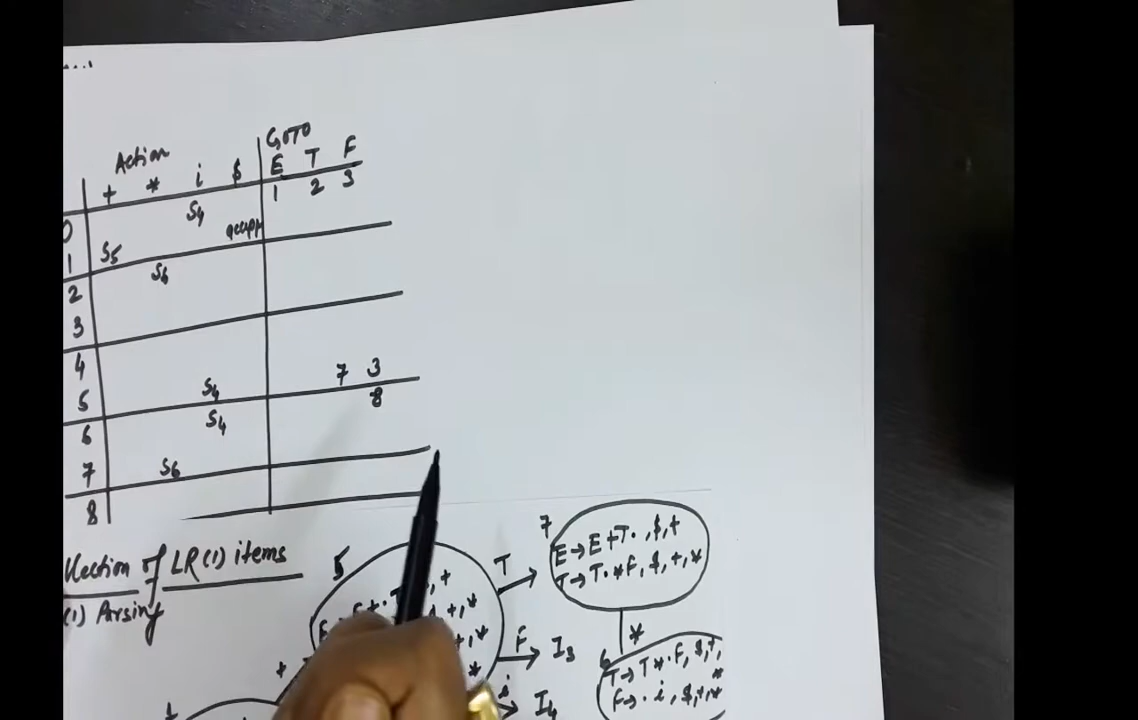 Action GOTO
+ * i $ E T F
0 S4 1 2 3
1 S5 accept
2 S6
3
4
5 S4 7 3
6 S4 8
7 S6
8
llection of LR(1) items
(1) Parsing
5
T
7
E → E + T . , $, +
T → T . * F, $, +, *
F I3
*
6
T → T * . F, $, +, *
F → . i, $, +, *
i I4
+